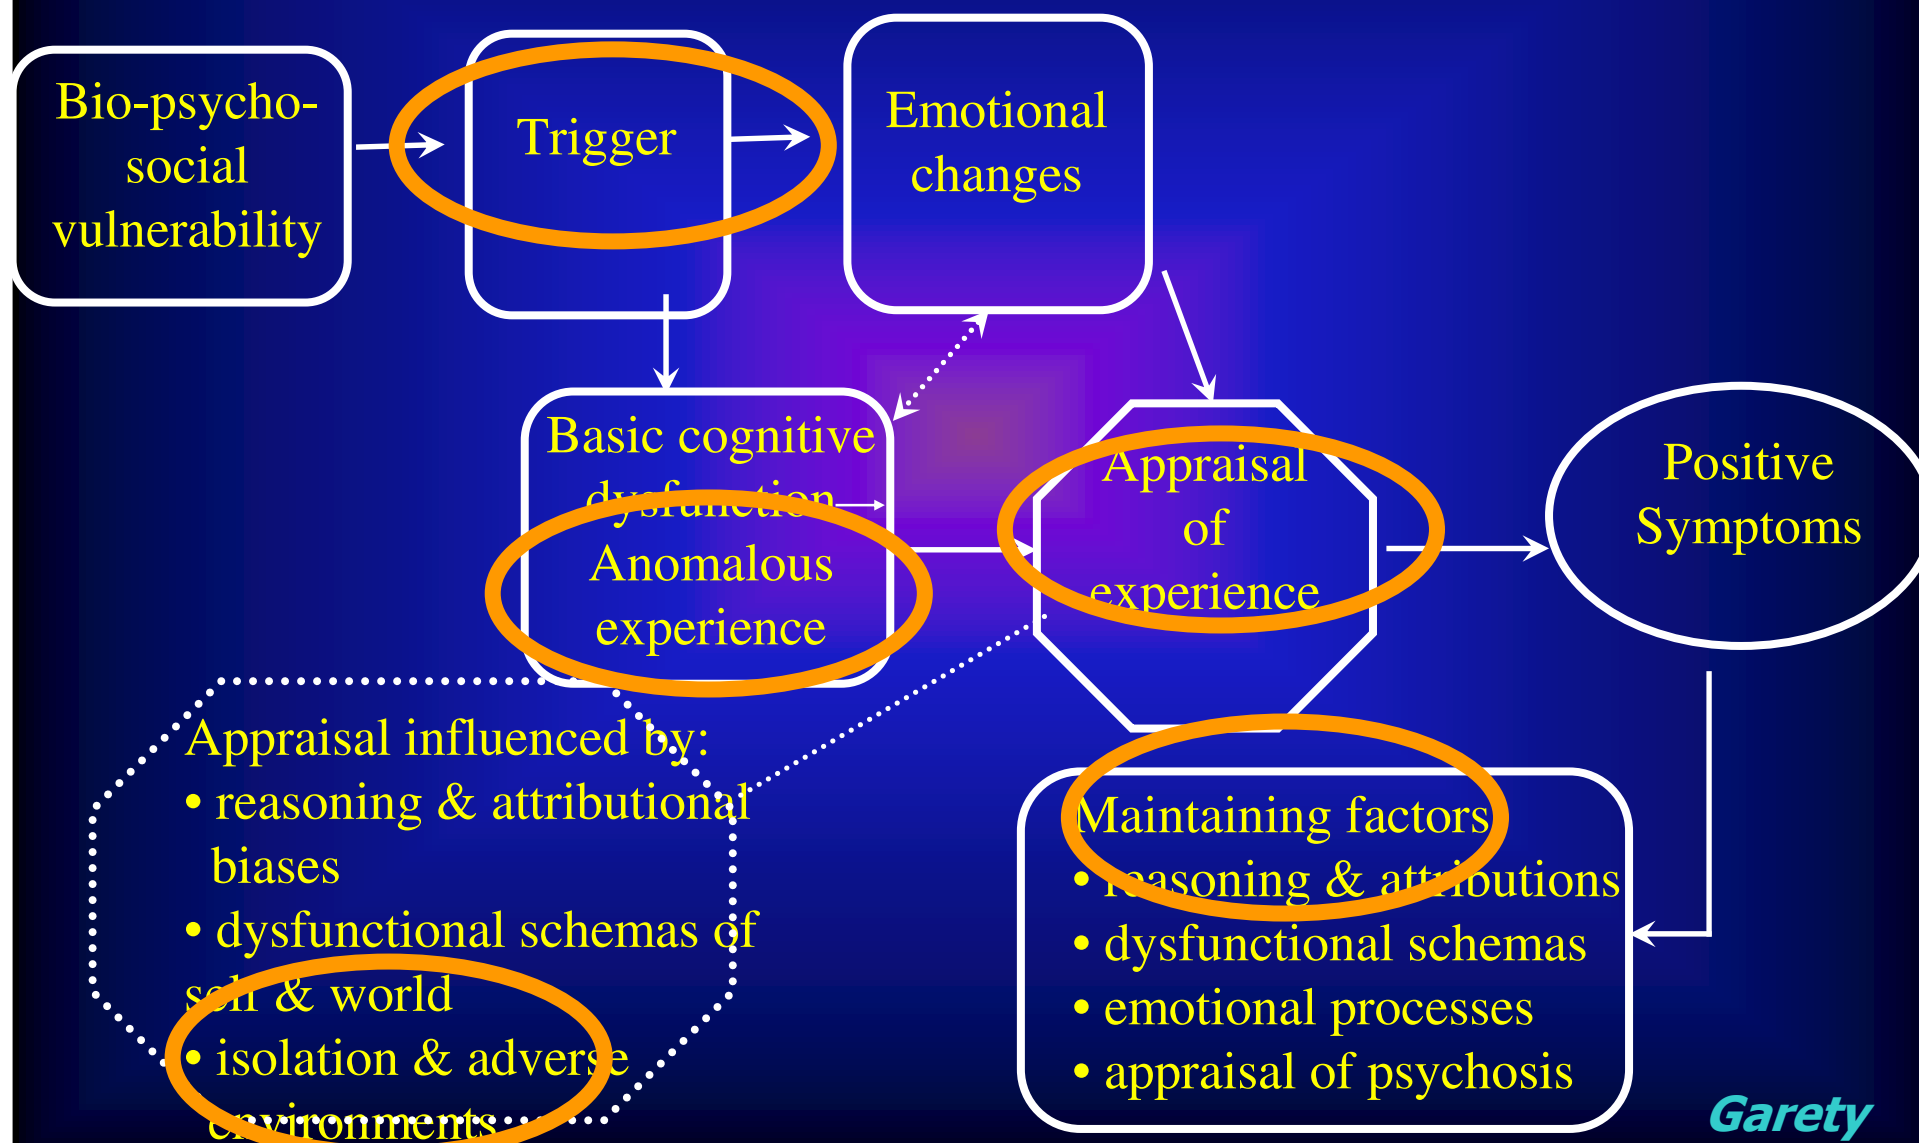 Bio-psycho-
social
vulnerability
Trigger
Emotional
changes
Basic cognitive
dysfunction
Anomalous
experience
Appraisal
of
experience
Positive
Symptoms
Appraisal influenced by:
• reasoning & attributional
biases
• dysfunctional schemas of
self & world
• isolation & adverse
environments
Maintaining factors
• reasoning & attributions
• dysfunctional schemas
• emotional processes
• appraisal of psychosis
Garety